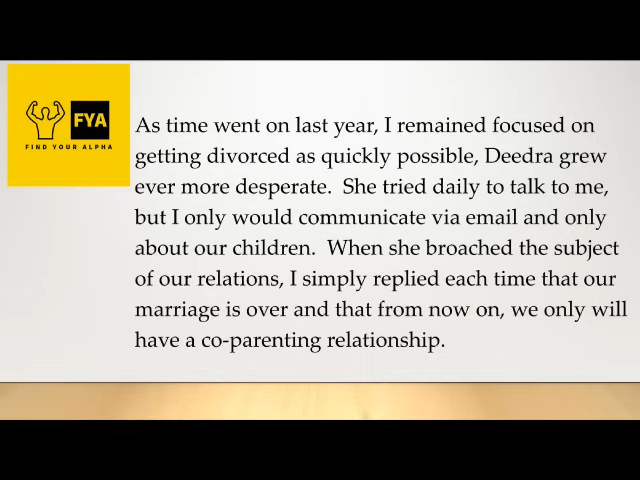 FYA
FIND YOUR ALPHA
As time went on last year, I remained focused on
getting divorced as quickly possible, Deedra grew
ever more desperate.  She tried daily to talk to me,
but I only would communicate via email and only
about our children.  When she broached the subject
of our relations, I simply replied each time that our
marriage is over and that from now on, we only will
have a co-parenting relationship.